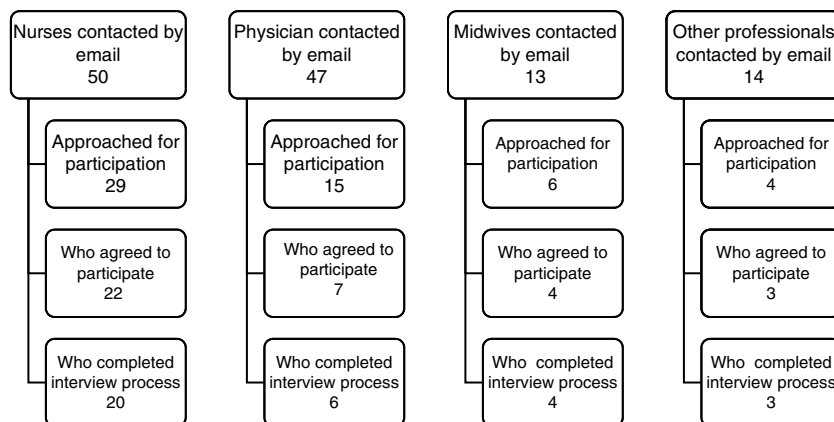 Nurses contacted by
email
50
Approached for
participation
29
Who agreed to
participate
22
Who completed
interview process
20
Physician contacted
by email
47
Approached for
participation
15
Who agreed to
participate
7
Who completed
interview process
6
Midwives contacted
by email
13
Approached for
participation
6
Who agreed to
participate
4
Who completed
interview process
4
Other professionals
contacted by email
14
Approached for
participation
4
Who agreed to
participate
3
Who completed
interview process
3